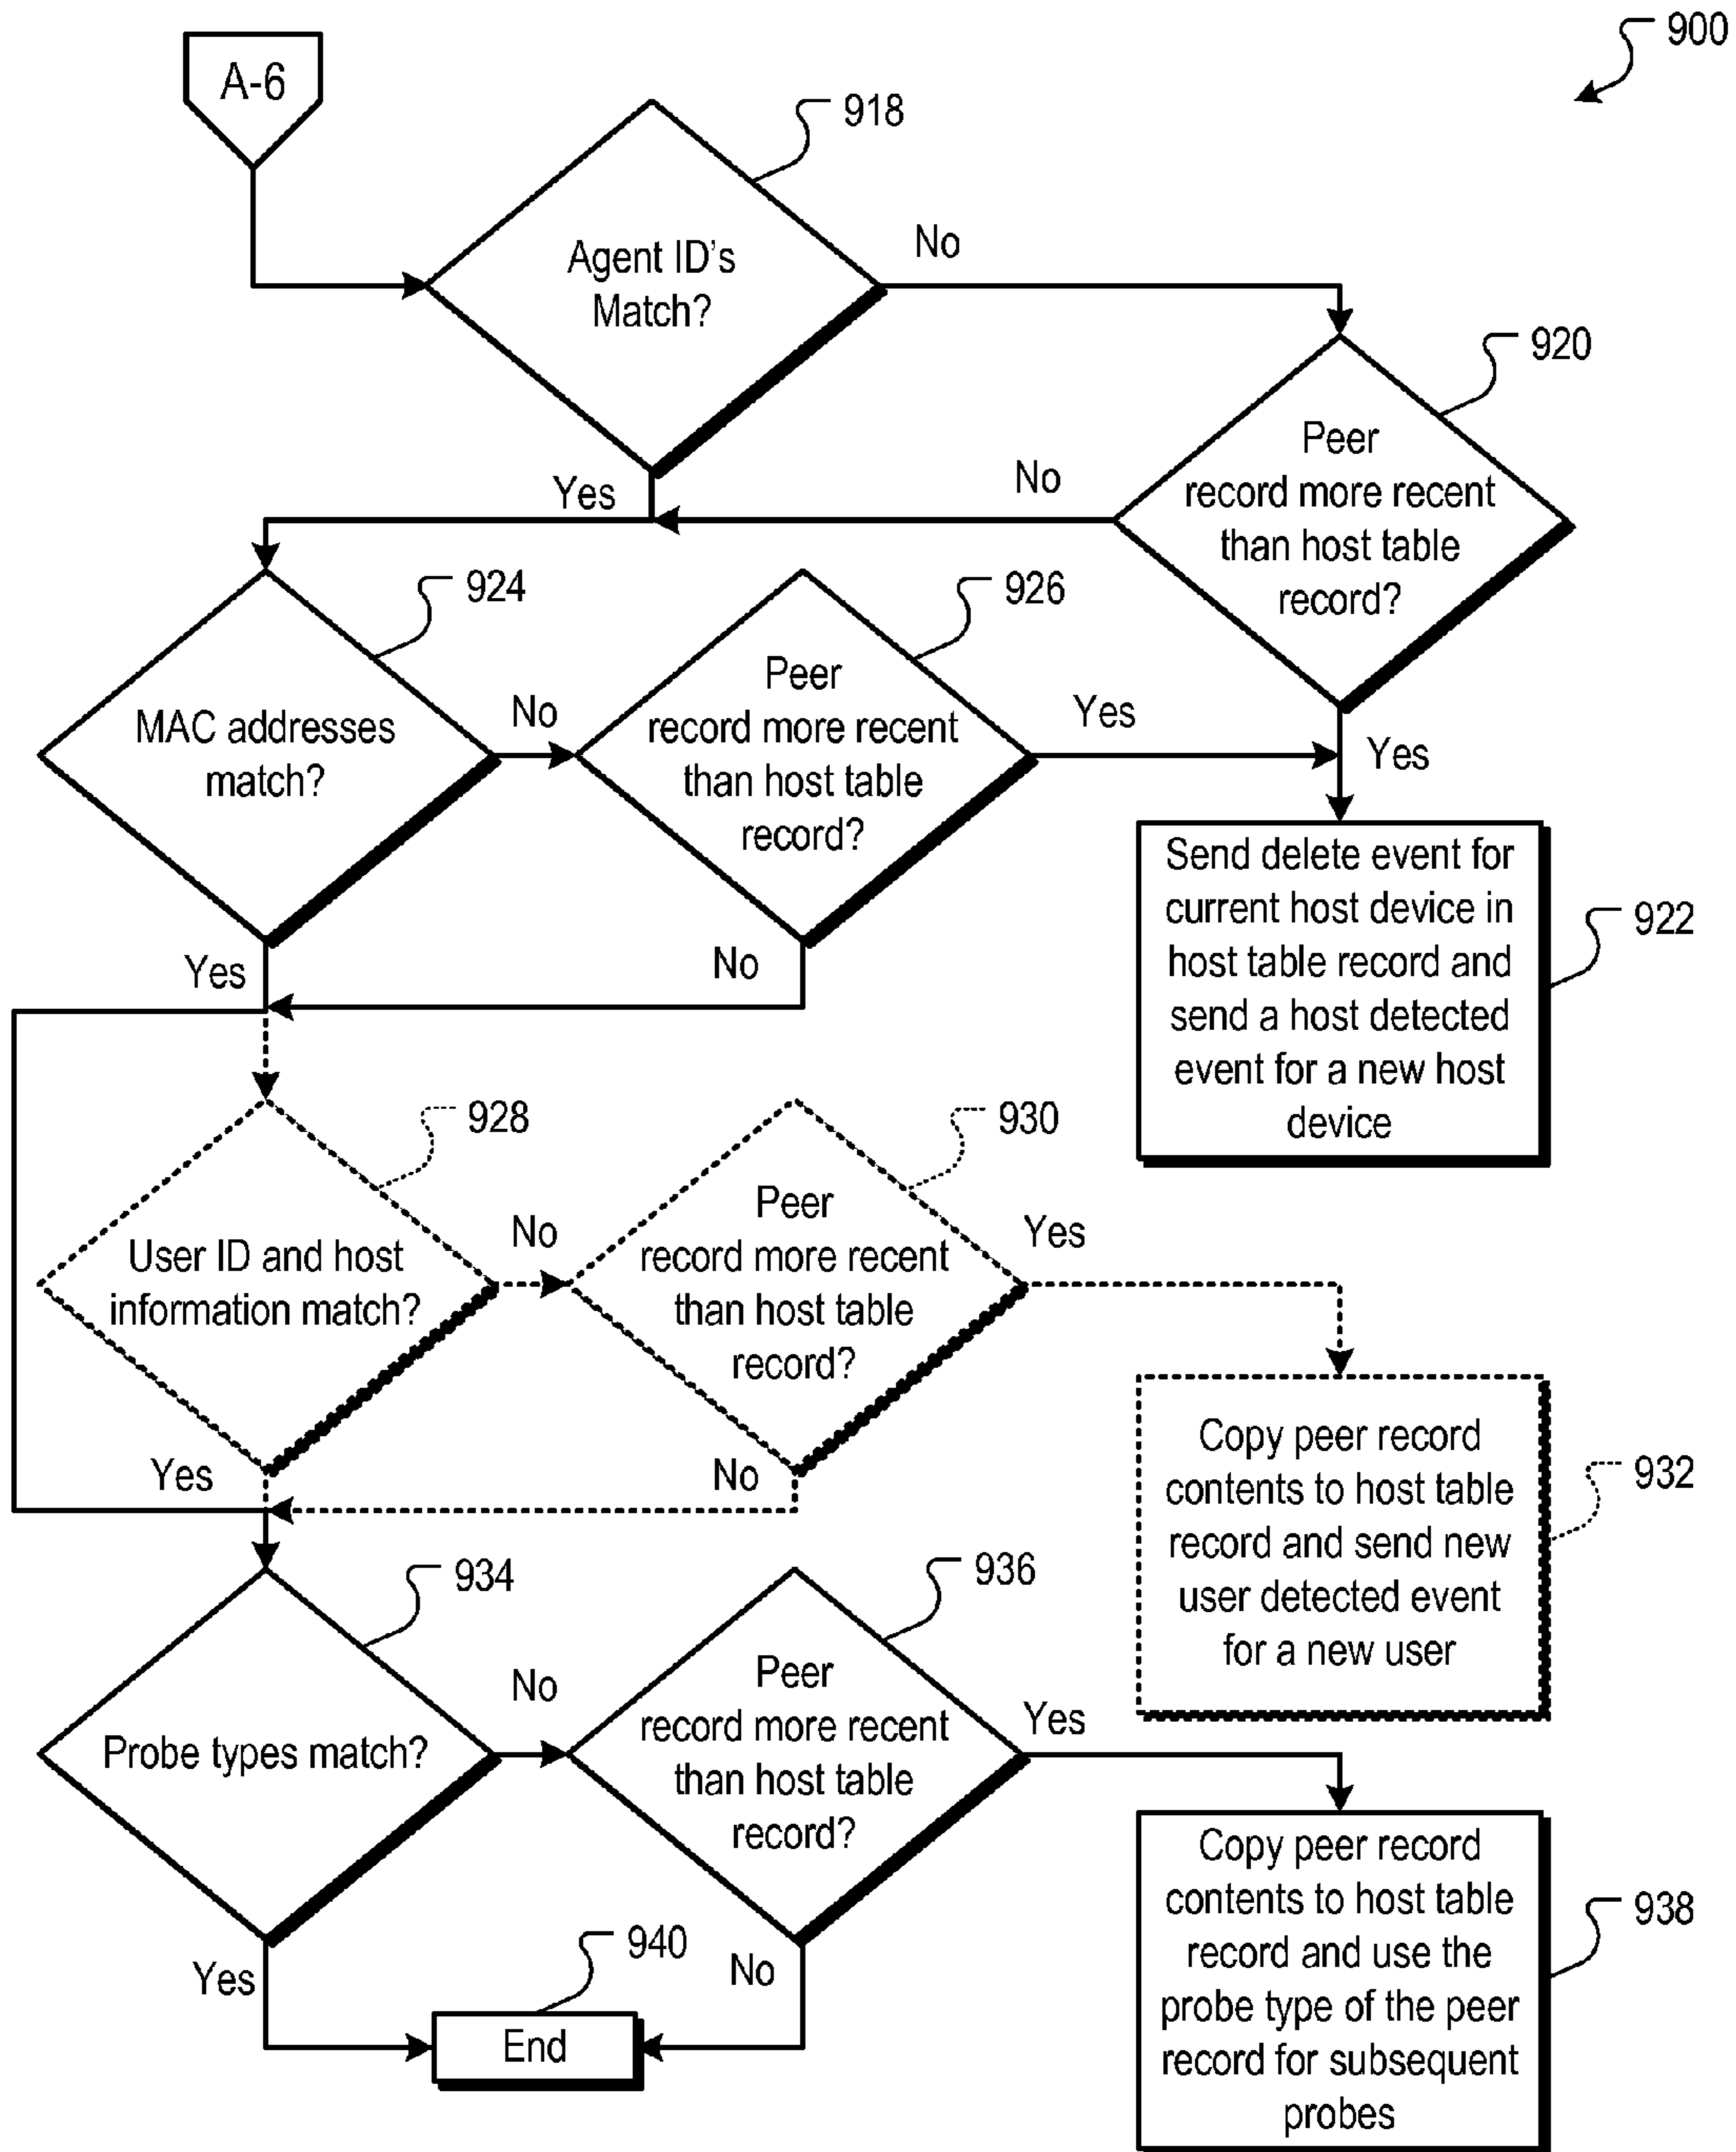 900
A-6
918
Agent ID's
Match?
No
920
Peer
record more recent
than host table
record?
No
Yes
924
MAC addresses
match?
No
926
Peer
record more recent
than host table
record?
Yes
Yes
922
Send delete event for
current host device in
host table record and
send a host detected
event for a new host
device
Yes
No
928
User ID and host
information match?
No
930
Peer
record more recent
than host table
record?
Yes
932
Copy peer record
contents to host table
record and send new
user detected event
for a new user
Yes
No
934
Probe types match?
No
936
Peer
record more recent
than host table
record?
Yes
938
Copy peer record
contents to host table
record and use the
probe type of the peer
record for subsequent
probes
Yes
No
940
End